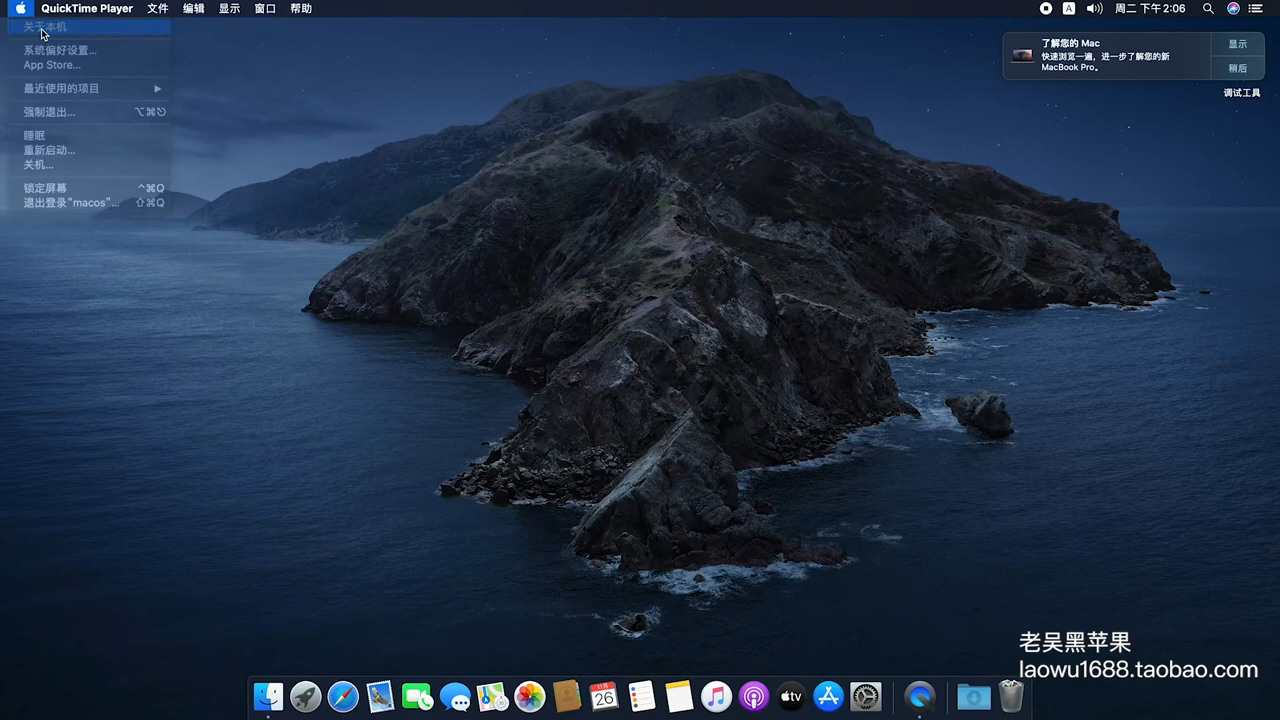 QuickTime Player 文件 编辑 显示 窗口 帮助
A 周二 下午2:06
关于本机
系统偏好设置...
App Store...
最近使用的项目 ▶
强制退出... ⌥⌘⎋
睡眠
重新启动...
关机...
锁定屏幕 ^⌘Q
退出登录“macos”... ⇧⌘Q
了解您的 Mac
快速浏览一遍，进一步了解您的新
MacBook Pro。
显示
稍后
调试工具
11月
26
tv
老吴黑苹果
laowu1688.taobao.com